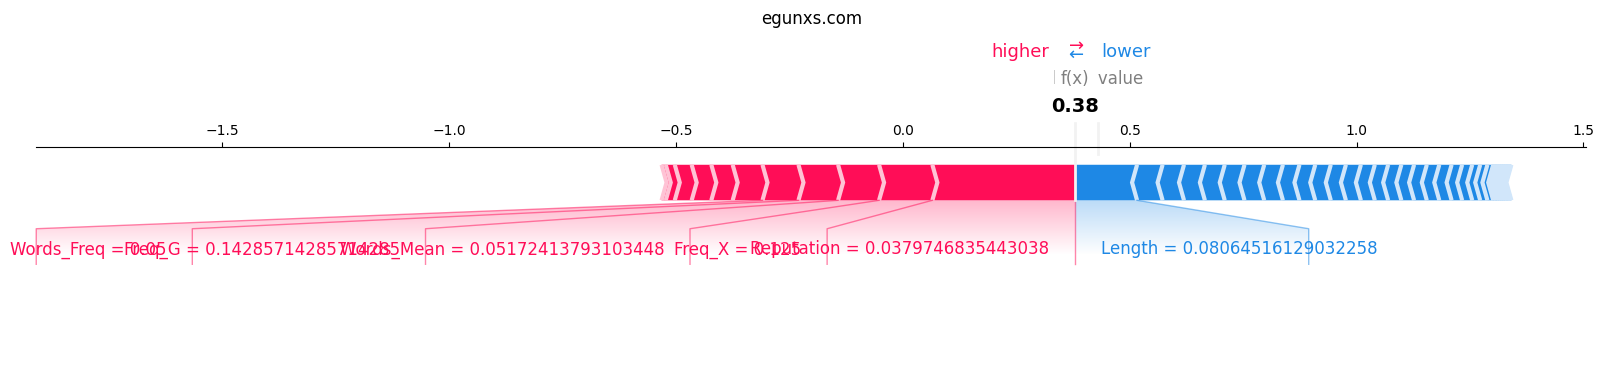 egunxs.com
higher → ← lower
f(x) value
0.38
−1.5 −1.0 −0.5 0.0 0.5 1.0 1.5
Words_Freq = 0.05 Freq_G = 0.14285714285714285 Words_Mean = 0.05172413793103448 Freq_X = 0.125 Reputation = 0.0379746835443038 Length = 0.08064516129032258